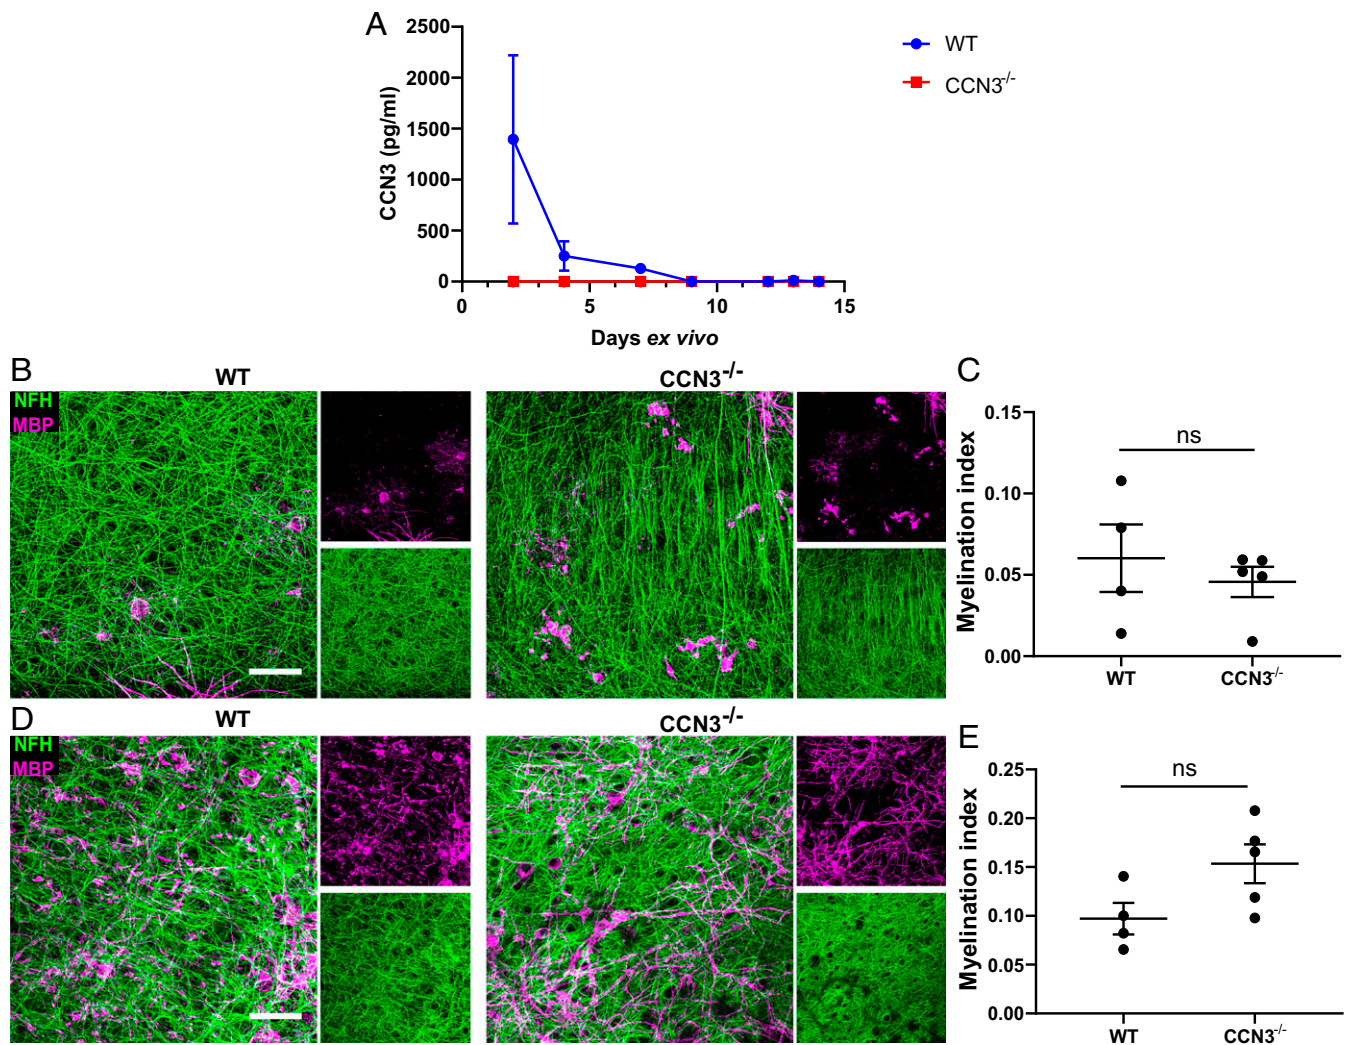 A
2500
2000
1500
1000
500
0
CCN3 (pg/ml)
0 5 10 15
Days ex vivo
WT
CCN3-/-
B
WT
CCN3-/-
NFH
MBP
C
0.15
0.10
0.05
0.00
Myelination index
ns
WT CCN3-/-
D
WT
CCN3-/-
NFH
MBP
E
0.25
0.20
0.15
0.10
0.05
0.00
Myelination index
ns
WT CCN3-/-